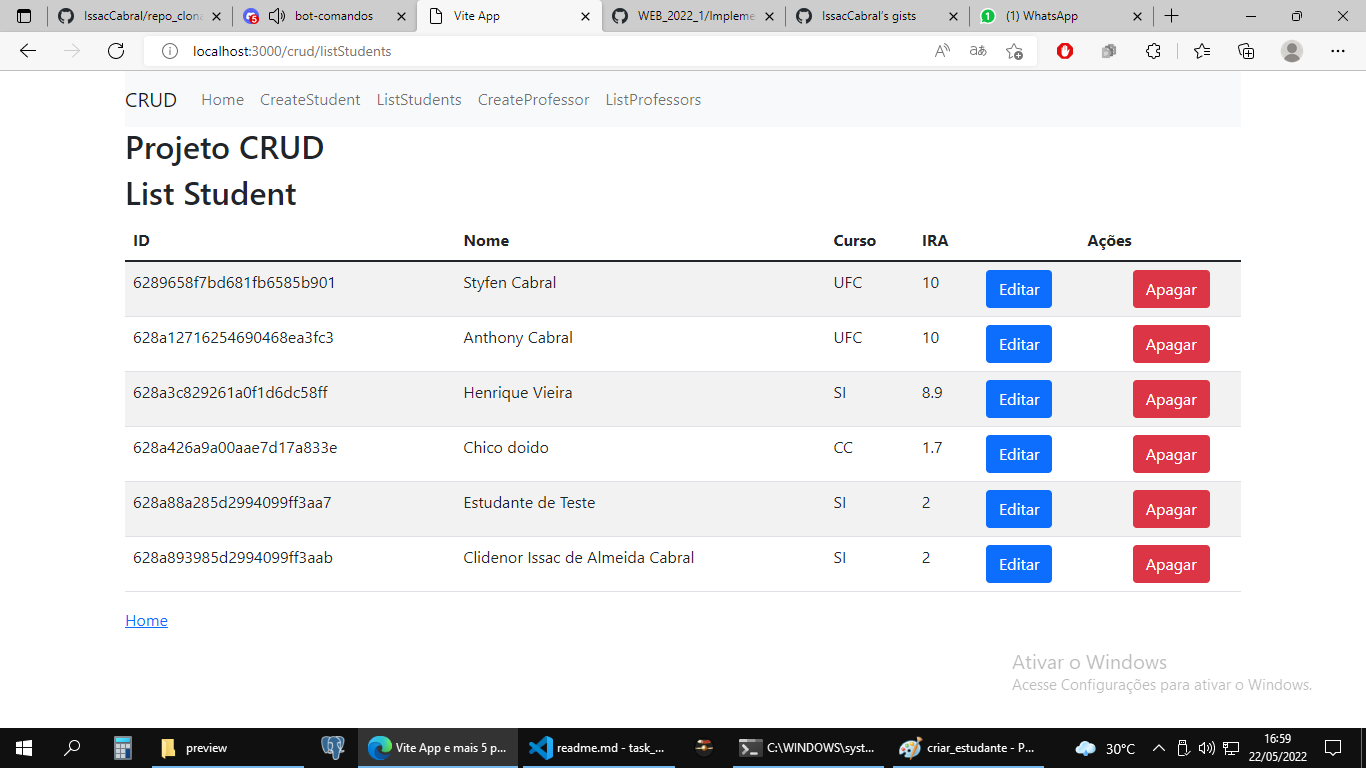 IssacCabral/repo_clona
bot-comandos
Vite App
WEB_2022_1/Impleme
IssacCabral's gists
(1) WhatsApp
localhost:3000/crud/listStudents
CRUD Home CreateStudent ListStudents CreateProfessor ListProfessors
Projeto CRUD
List Student
ID Nome Curso IRA Ações
6289658f7bd681fb6585b901 Styfen Cabral UFC 10 Editar Apagar
628a12716254690468ea3fc3 Anthony Cabral UFC 10 Editar Apagar
628a3c829261a0f1d6dc58ff Henrique Vieira SI 8.9 Editar Apagar
628a426a9a00aae7d17a833e Chico doido CC 1.7 Editar Apagar
628a88a285d2994099ff3aa7 Estudante de Teste SI 2 Editar Apagar
628a893985d2994099ff3aab Clidenor Issac de Almeida Cabral SI 2 Editar Apagar
Home
Ativar o Windows
Acesse Configurações para ativar o Windows.
preview
Vite App e mais 5 p...
readme.md - task_...
C:\WINDOWS\syst...
criar_estudante - P...
30°C
16:59
22/05/2022